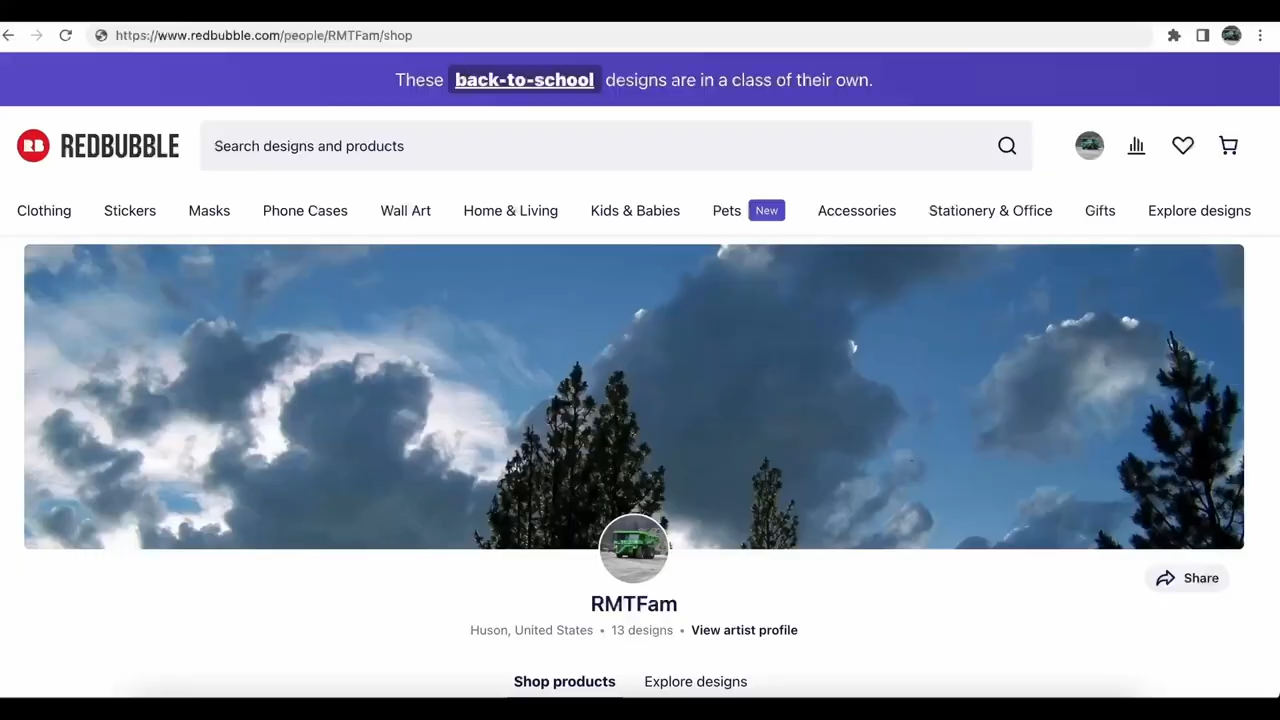 https://www.redbubble.com/people/RMTFam/shop
These back-to-school designs are in a class of their own.
RB REDBUBBLE
Search designs and products
Clothing Stickers Masks Phone Cases Wall Art Home & Living Kids & Babies Pets New Accessories Stationery & Office Gifts Explore designs
Share
RMTFam
Huson, United States • 13 designs • View artist profile
Shop products Explore designs